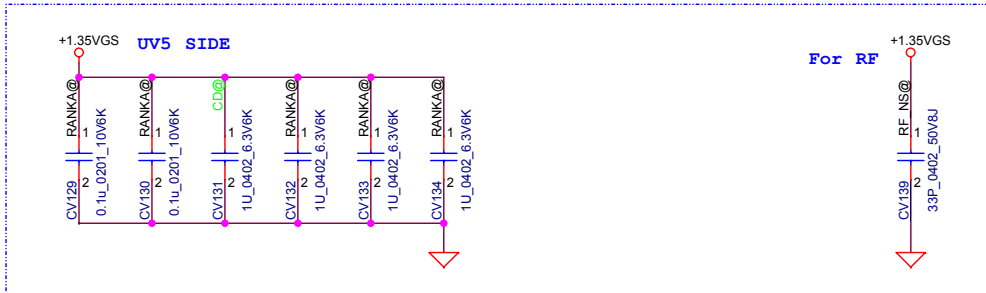 +1.35VGS
UV5 SIDE
For RF
+1.35VGS
RANKA@
1
2
CV129
0.1u_0201_10V6K
RANKA@
1
2
CV130
0.1u_0201_10V6K
CD@
1
2
CV131
1U_0402_6.3V6K
RANKA@
1
2
CV132
1U_0402_6.3V6K
RANKA@
1
2
CV133
1U_0402_6.3V6K
RANKA@
1
2
CV134
1U_0402_6.3V6K
RF_NS@
1
2
CV139
33P_0402_50V8J